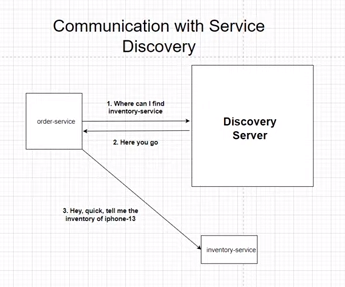 Communication with Service
Discovery
1. Where can I find
inventory-service
order-service
Discovery
Server
2. Here you go
3. Hey, quick, tell me the
inventory of iphone-13
inventory-service